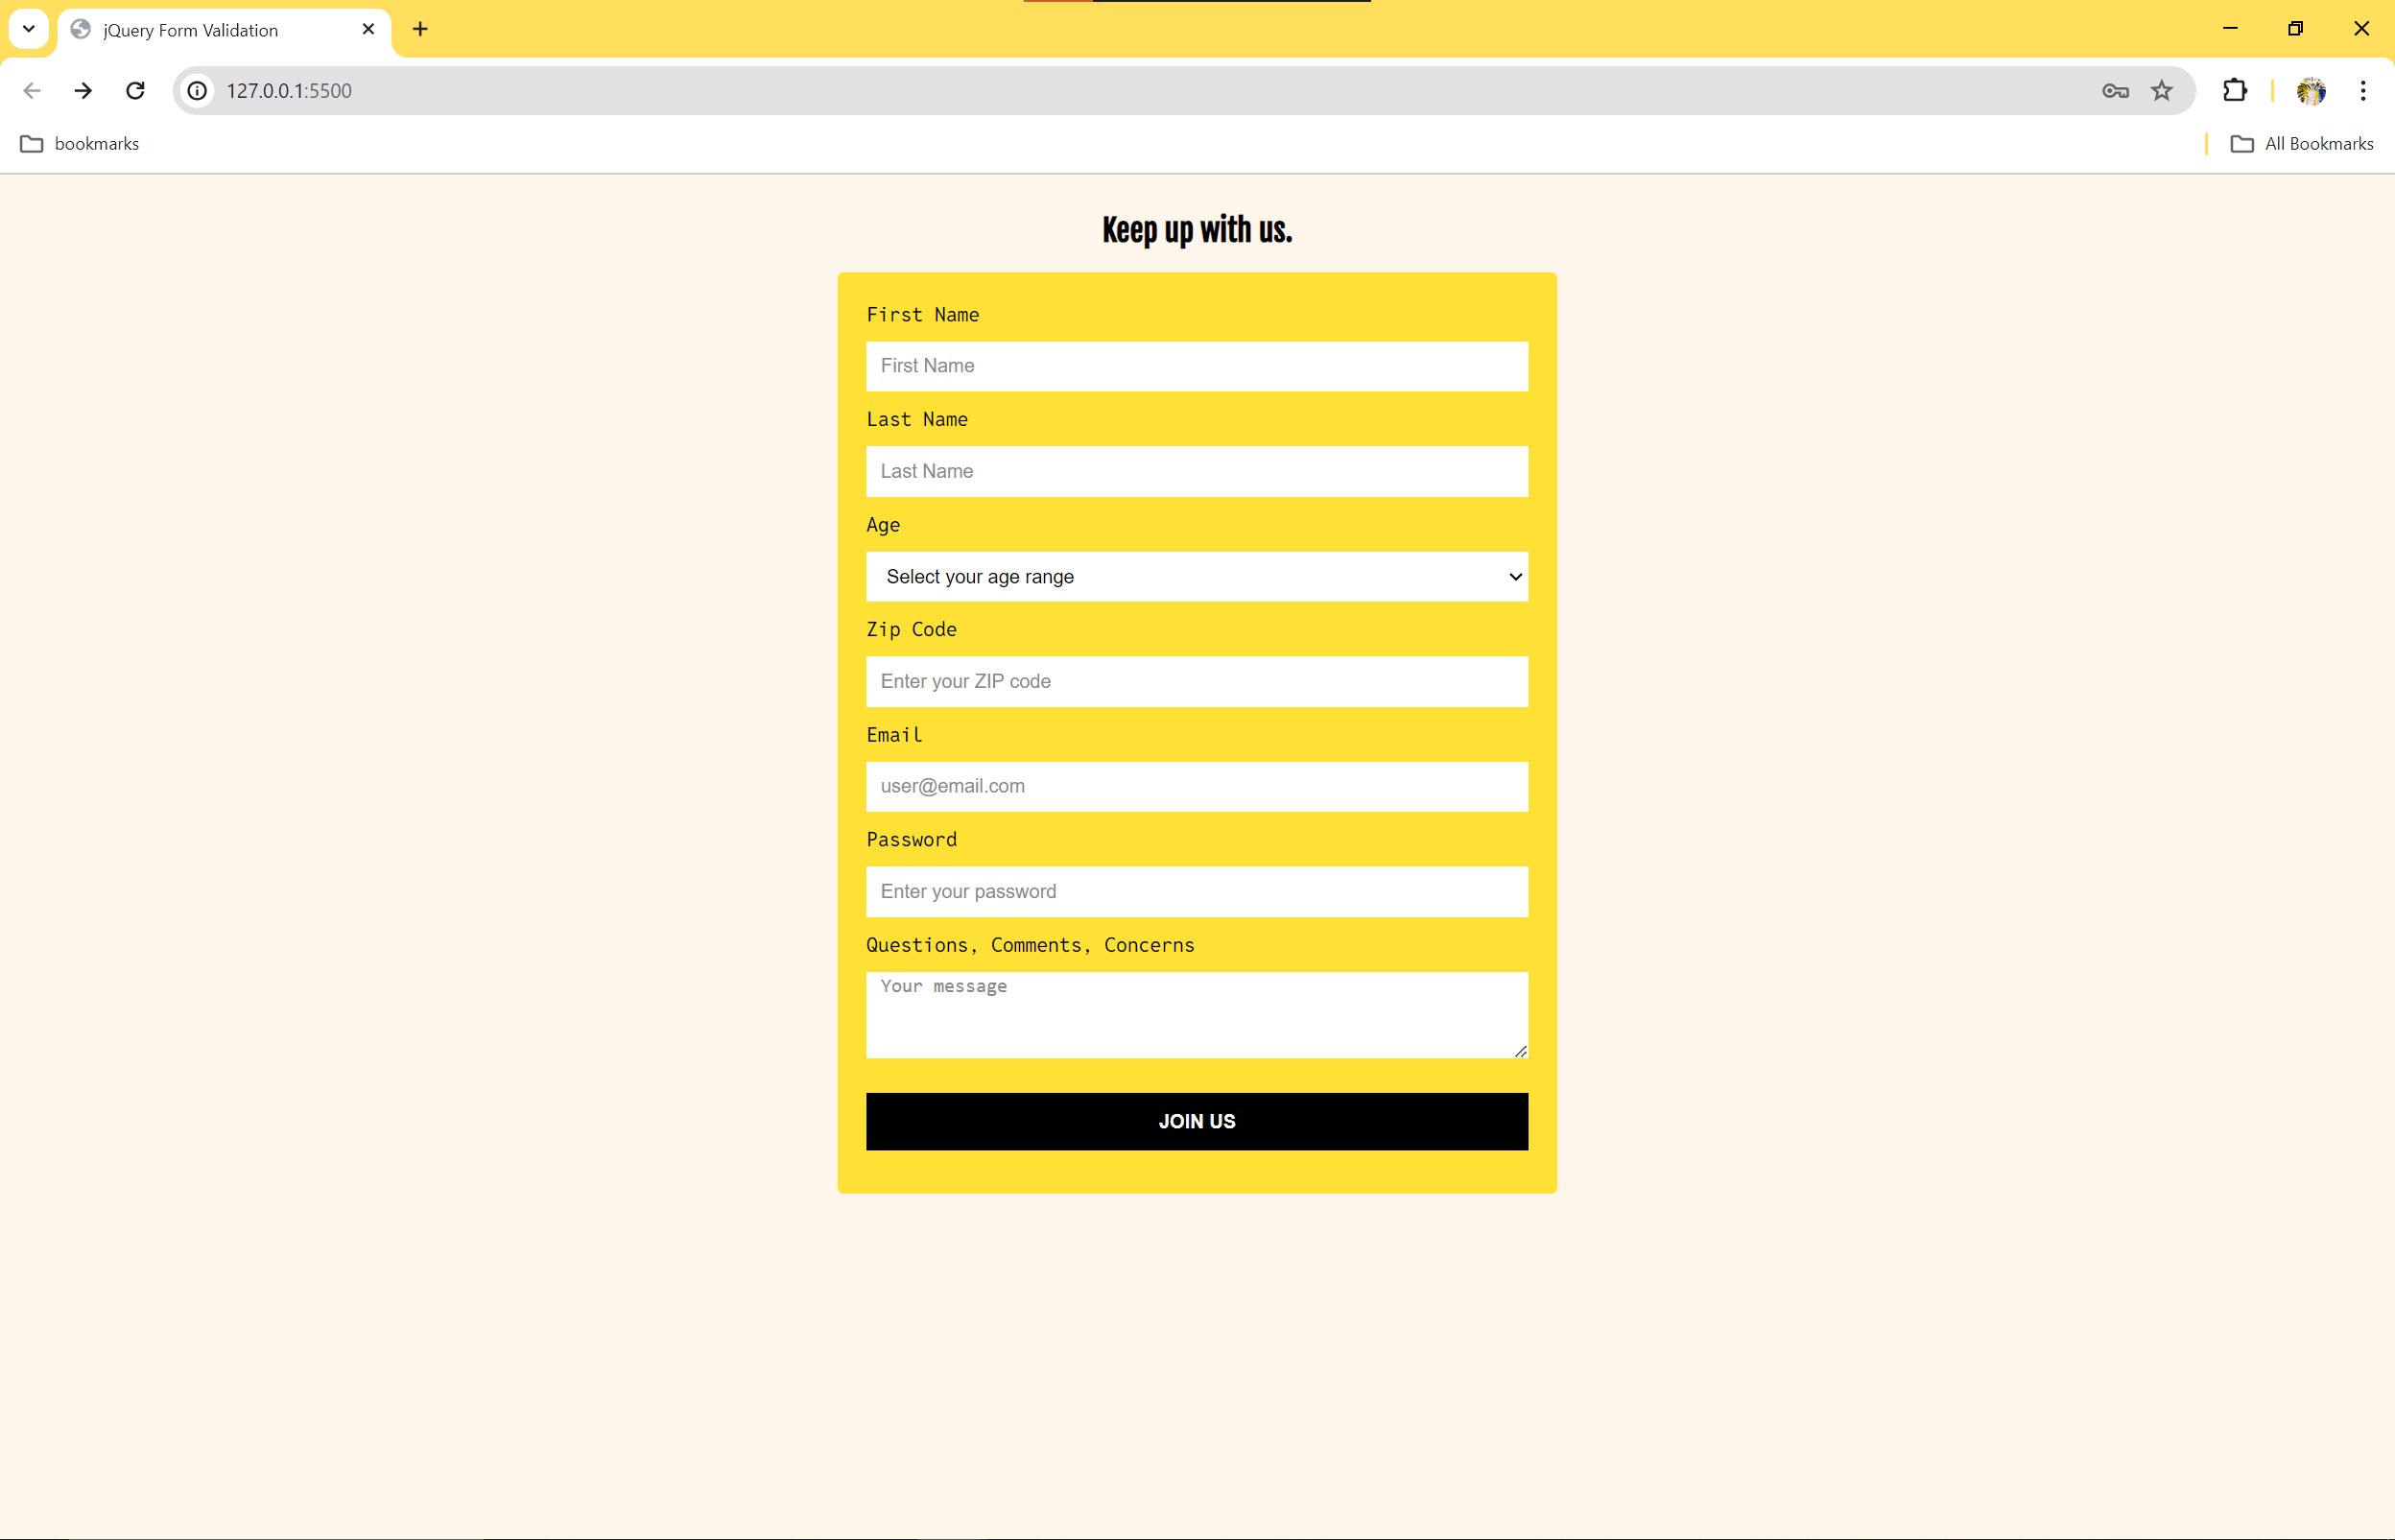 jQuery Form Validation
127.0.0.1:5500
bookmarks
All Bookmarks
Keep up with us.
First Name
First Name
Last Name
Last Name
Age
Select your age range
Zip Code
Enter your ZIP code
Email
user@email.com
Password
Enter your password
Questions, Comments, Concerns
Your message
JOIN US